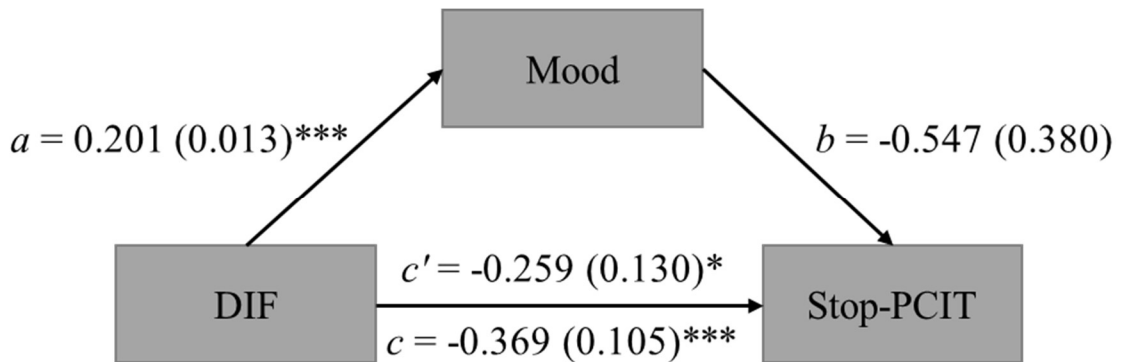 Mood
a = 0.201 (0.013)***
b = -0.547 (0.380)
c' = -0.259 (0.130)*
DIF
Stop-PCIT
c = -0.369 (0.105)***